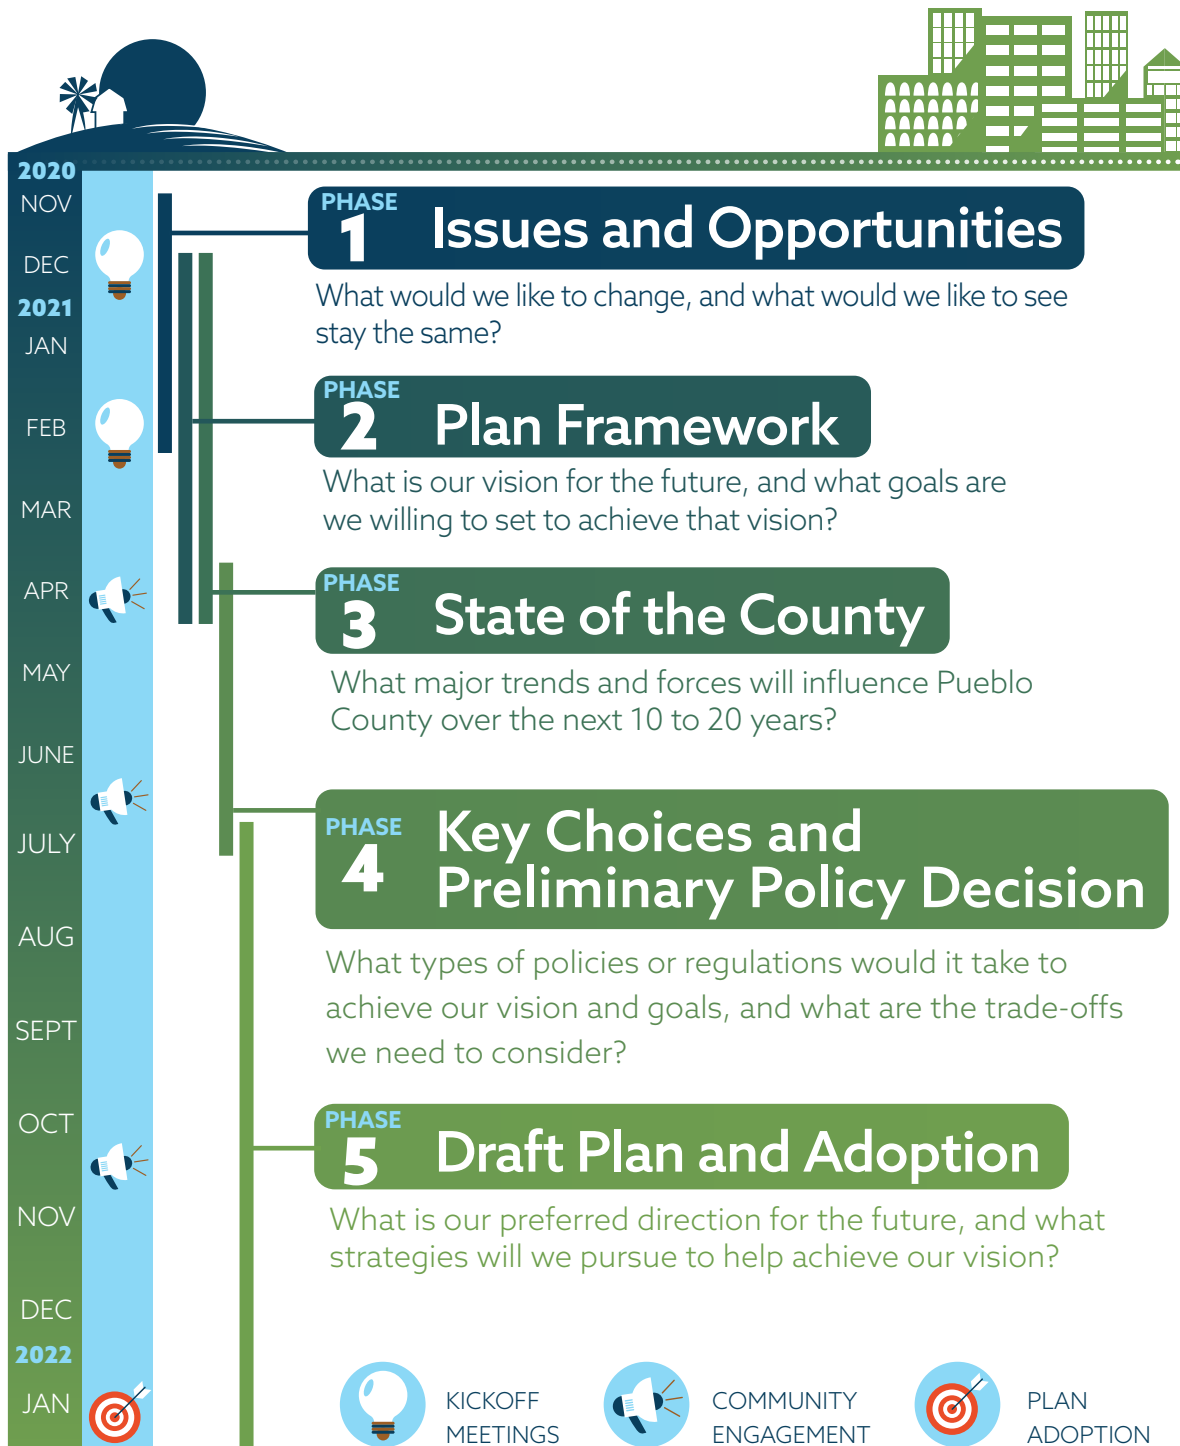 2020
NOV
DEC
2021
JAN
FEB
MAR
APR
MAY
JUNE
JULY
AUG
SEPT
OCT
NOV
DEC
2022
JAN
PHASE
1
Issues and Opportunities
What would we like to change, and what would we like to see
stay the same?
PHASE
2
Plan Framework
What is our vision for the future, and what goals are
we willing to set to achieve that vision?
PHASE
3
State of the County
What major trends and forces will influence Pueblo
County over the next 10 to 20 years?
PHASE
4
Key Choices and
Preliminary Policy Decision
What types of policies or regulations would it take to
achieve our vision and goals, and what are the trade-offs
we need to consider?
PHASE
5
Draft Plan and Adoption
What is our preferred direction for the future, and what
strategies will we pursue to help achieve our vision?
KICKOFF
MEETINGS
COMMUNITY
ENGAGEMENT
PLAN
ADOPTION